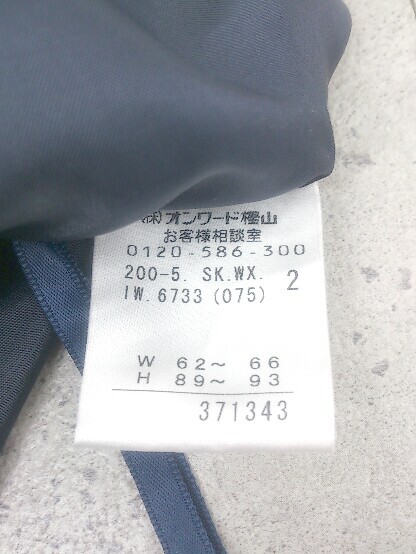 (株)オンワード樫山
お客様相談室
0120-586-300
200-5. SK.WX. 2
IW. 6733 (075)
W 62～ 66
H 89～ 93
371343